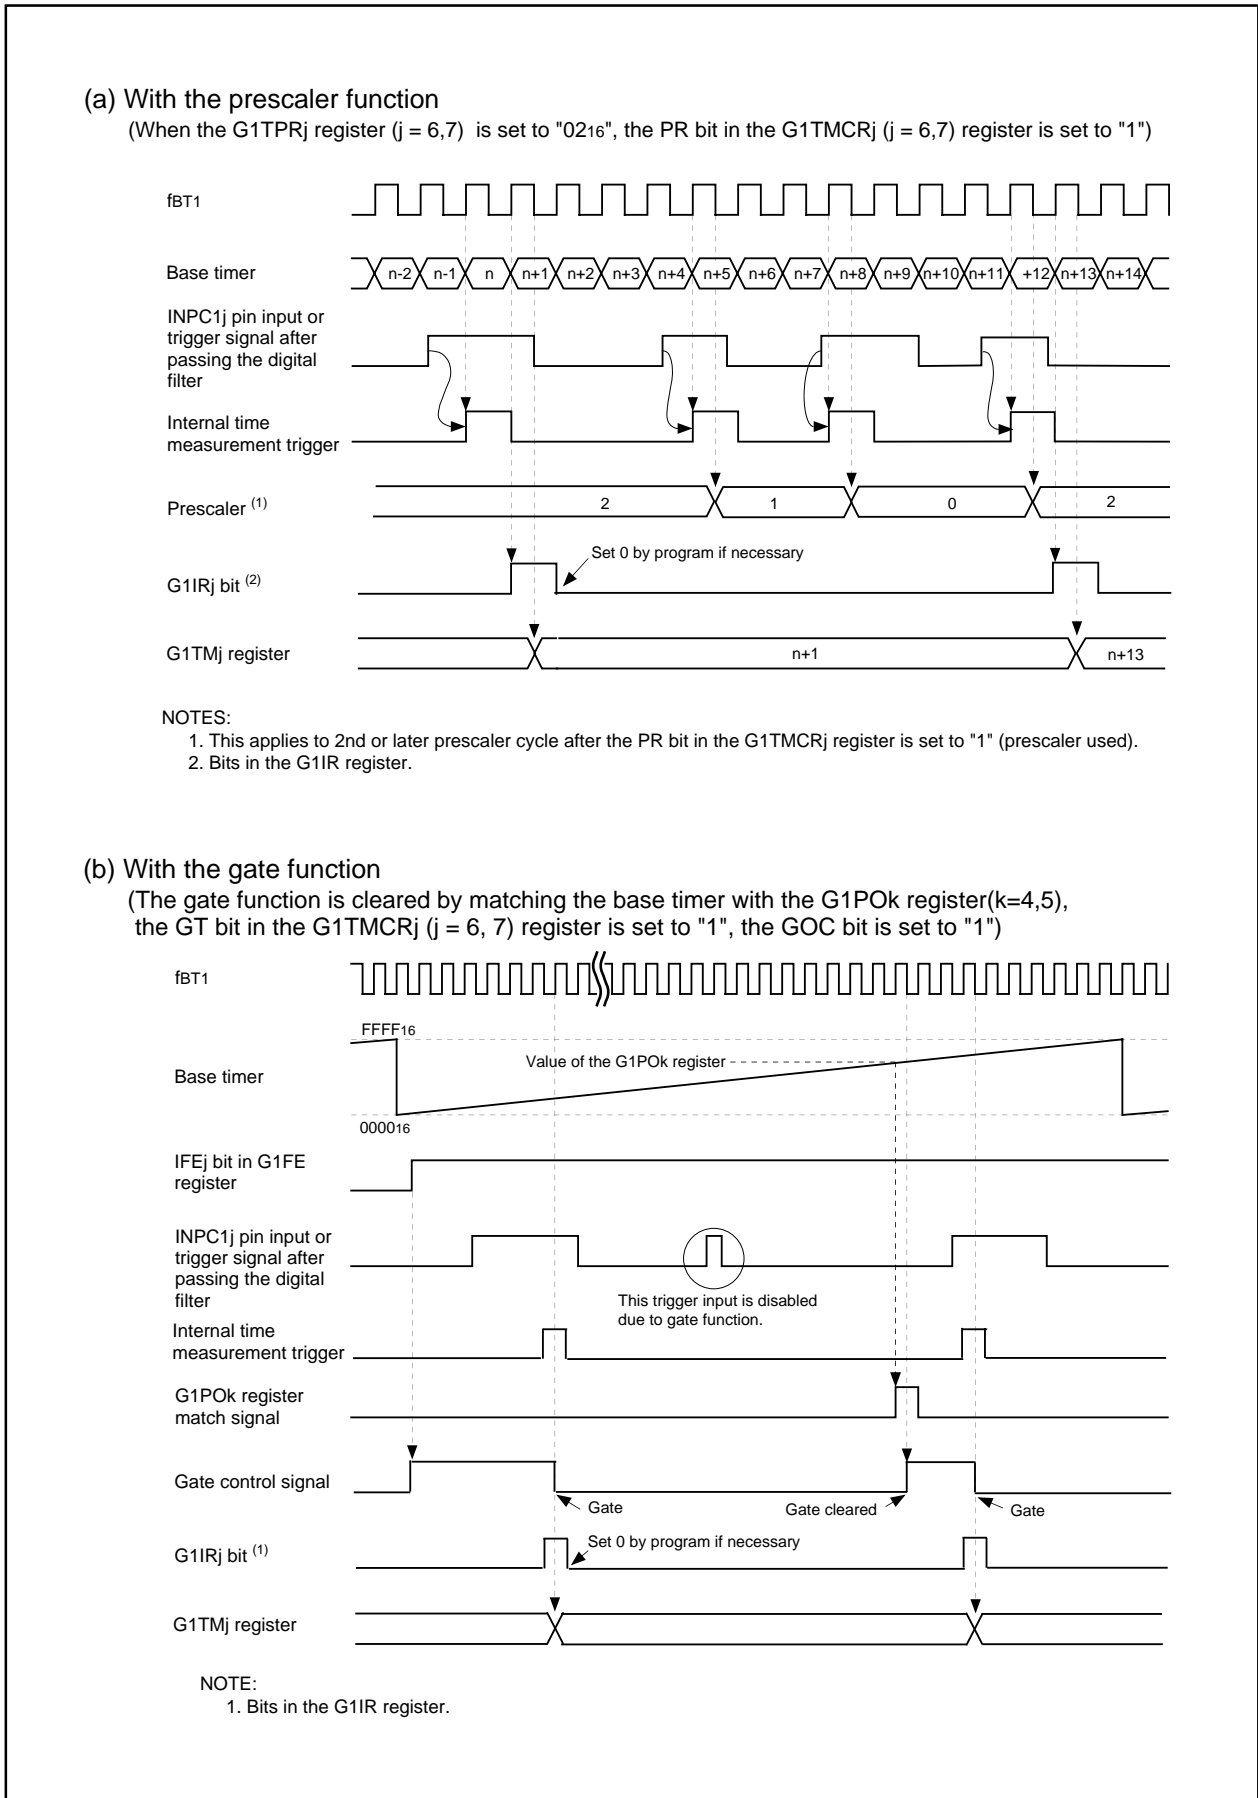 (a) With the prescaler function
(When the G1TPRj register (j = 6,7) is set to "0216", the PR bit in the G1TMCRj (j = 6,7) register is set to "1")
fBT1
Base timer
n-2 n-1 n n+1 n+2 n+3 n+4 n+5 n+6 n+7 n+8 n+9 n+10 n+11 +12 n+13 n+14
INPC1j pin input or
trigger signal after
passing the digital
filter
Internal time
measurement trigger
Prescaler (1)
2 1 0 2
Set 0 by program if necessary
G1IRj bit (2)
G1TMj register
n+1 n+13
NOTES:
1. This applies to 2nd or later prescaler cycle after the PR bit in the G1TMCRj register is set to "1" (prescaler used).
2. Bits in the G1IR register.
(b) With the gate function
(The gate function is cleared by matching the base timer with the G1POk register(k=4,5),
the GT bit in the G1TMCRj (j = 6, 7) register is set to "1", the GOC bit is set to "1")
fBT1
FFFF16
Value of the G1POk register
Base timer
000016
IFEj bit in G1FE
register
INPC1j pin input or
trigger signal after
passing the digital
filter
This trigger input is disabled
due to gate function.
Internal time
measurement trigger
G1POk register
match signal
Gate control signal
Gate Gate cleared Gate
Set 0 by program if necessary
G1IRj bit (1)
G1TMj register
NOTE:
1. Bits in the G1IR register.